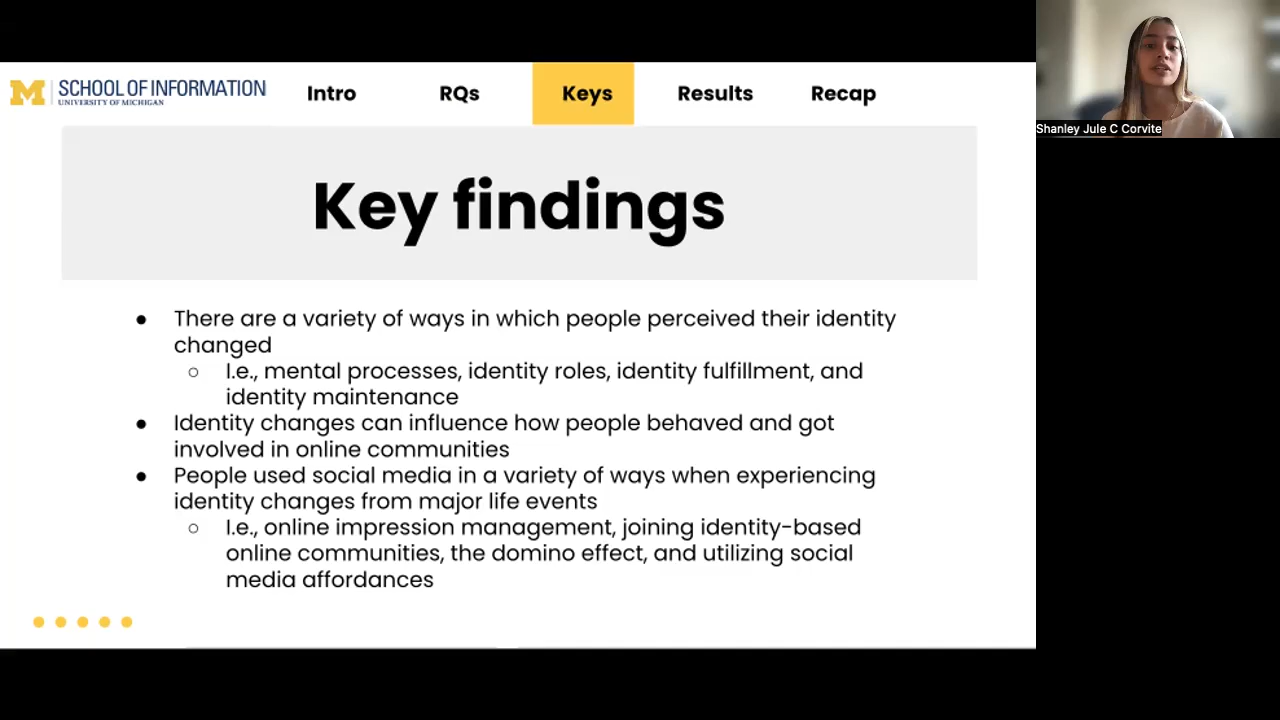 SCHOOL OF INFORMATION
UNIVERSITY OF MICHIGAN
Intro
RQs
Keys
Results
Recap
Shanley Jule C Corvite
Key findings
● There are a variety of ways in which people perceived their identity
changed
○ I.e., mental processes, identity roles, identity fulfillment, and
identity maintenance
● Identity changes can influence how people behaved and got
involved in online communities
● People used social media in a variety of ways when experiencing
identity changes from major life events
○ I.e., online impression management, joining identity-based
online communities, the domino effect, and utilizing social
media affordances